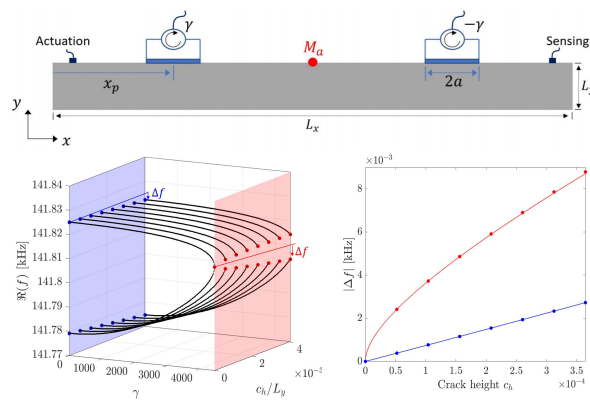 Actuation
γ
M_a
−γ
Sensing
x_p
2a
L_x
y
x
141.84
141.83
141.82
141.81
141.8
141.79
141.78
141.77
ℜ(f) [kHz]
Δf
Δf
0
1000
2000
3000
4000
γ
0
2
4
×10⁻³
c_h/L_y
×10⁻³
8
6
4
2
0
|Δf| [kHz]
0
0.5
1
1.5
2
2.5
3
3.5
×10⁻⁴
Crack height c_h